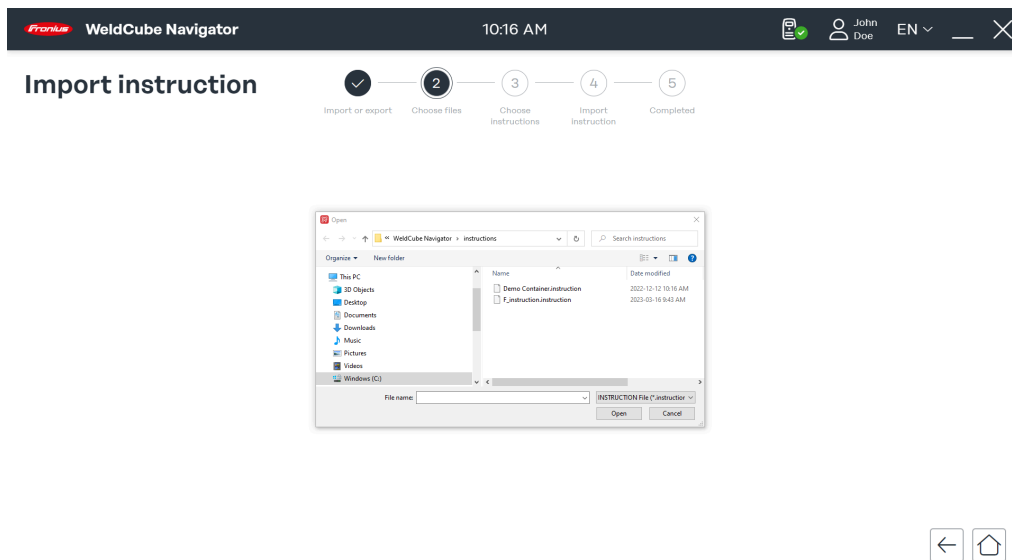 Fronius WeldCube Navigator 10:16 AM John Doe EN
Import instruction
2 3 4 5
Import or export Choose files Choose instructions Import instruction Completed
Open
« WeldCube Navigator › instructions Search instructions
Organize New folder
Name Date modified
This PC
3D Objects Demo Container.instruction 2022-12-12 10:16 AM
Desktop F_instruction.instruction 2023-03-16 9:43 AM
Documents
Downloads
Music
Pictures
Videos
Windows (C:)
File name: INSTRUCTION File (*.instruction
Open Cancel